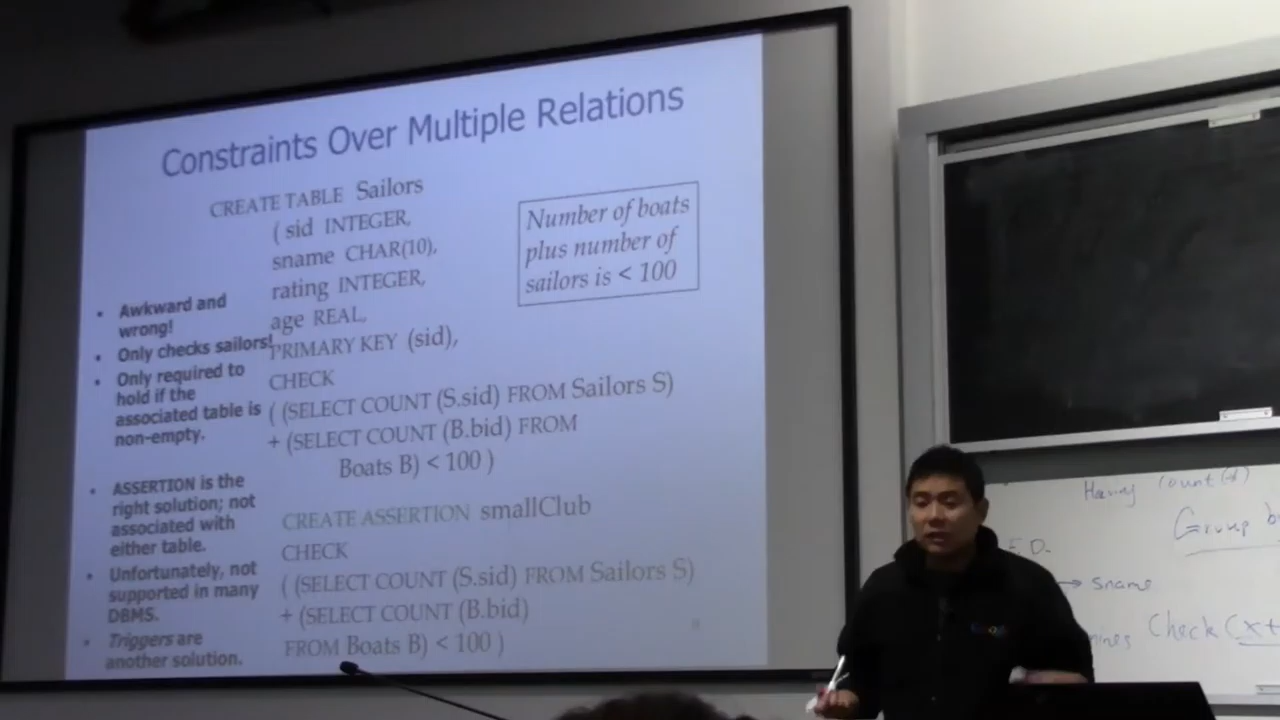 Constraints Over Multiple Relations
CREATE TABLE Sailors
( sid INTEGER,
sname CHAR(10),
rating INTEGER,
age REAL,
PRIMARY KEY (sid),
CHECK
( (SELECT COUNT (S.sid) FROM Sailors S)
+ (SELECT COUNT (B.bid) FROM
Boats B) < 100 )
Number of boats
plus number of
sailors is < 100
• Awkward and
wrong!
• Only checks sailors!
• Only required to
hold if the
associated table is
non-empty.
• ASSERTION is the
right solution; not
associated with
either table.
• Unfortunately, not
supported in many
DBMS.
• Triggers are
another solution.
CREATE ASSERTION smallClub
CHECK
( (SELECT COUNT (S.sid) FROM Sailors S)
+ (SELECT COUNT (B.bid)
FROM Boats B) < 100 )
Having Count(
Group b
F.D.
→ sname
Check (x+